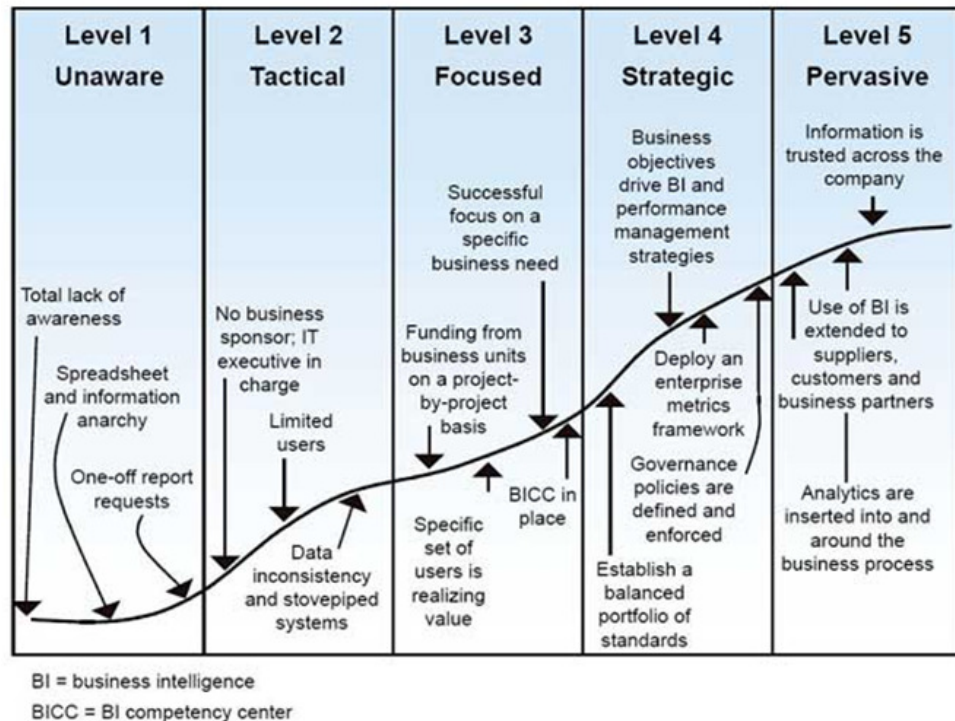 Level 1
Unaware
Level 2
Tactical
Level 3
Focused
Level 4
Strategic
Level 5
Pervasive
Total lack of
awareness
Spreadsheet
and information
anarchy
One-off report
requests
No business
sponsor; IT
executive in
charge
Limited
users
Data
inconsistency
and stovepiped
systems
Successful
focus on a
specific
business need
Funding from
business units
on a project-
by-project
basis
Specific
set of
users is
realizing
value
BICC in
place
Business
objectives
drive BI and
performance
management
strategies
Deploy an
enterprise
metrics
framework
Governance
policies are
defined and
enforced
Establish a
balanced
portfolio of
standards
Information is
trusted across the
company
Use of BI is
extended to
suppliers,
customers and
business partners
Analytics are
inserted into and
around the
business process
BI = business intelligence
BICC = BI competency center